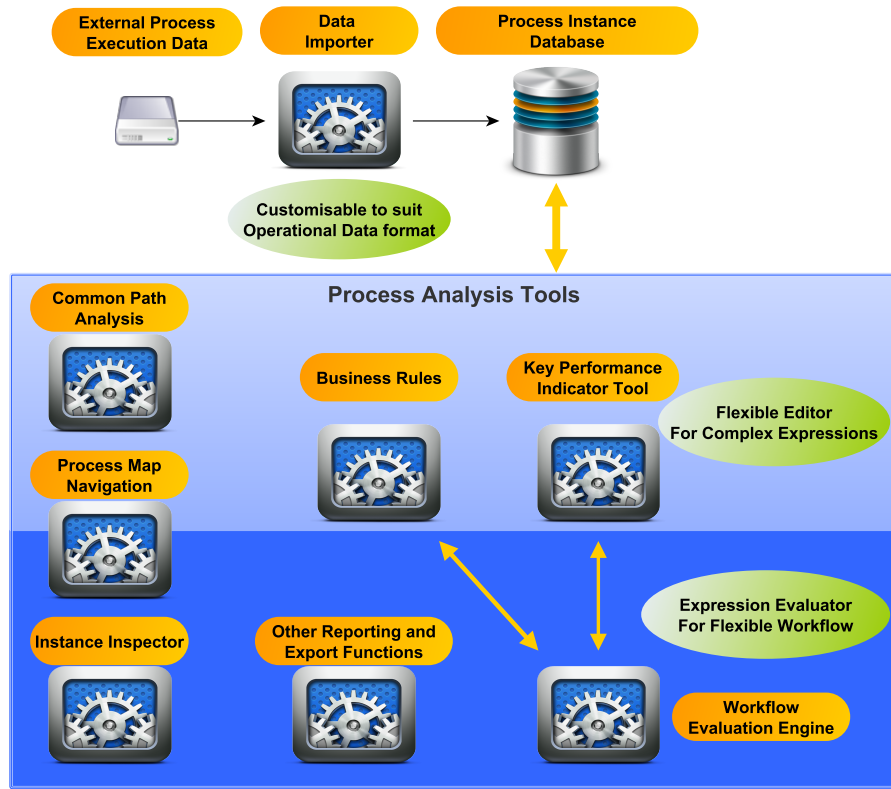 External Process
Execution Data
Data
Importer
Process Instance
Database
Customisable to suit
Operational Data format
Process Analysis Tools
Common Path
Analysis
Business Rules
Key Performance
Indicator Tool
Flexible Editor
For Complex Expressions
Process Map
Navigation
Expression Evaluator
For Flexible Workflow
Instance Inspector
Other Reporting and
Export Functions
Workflow
Evaluation Engine